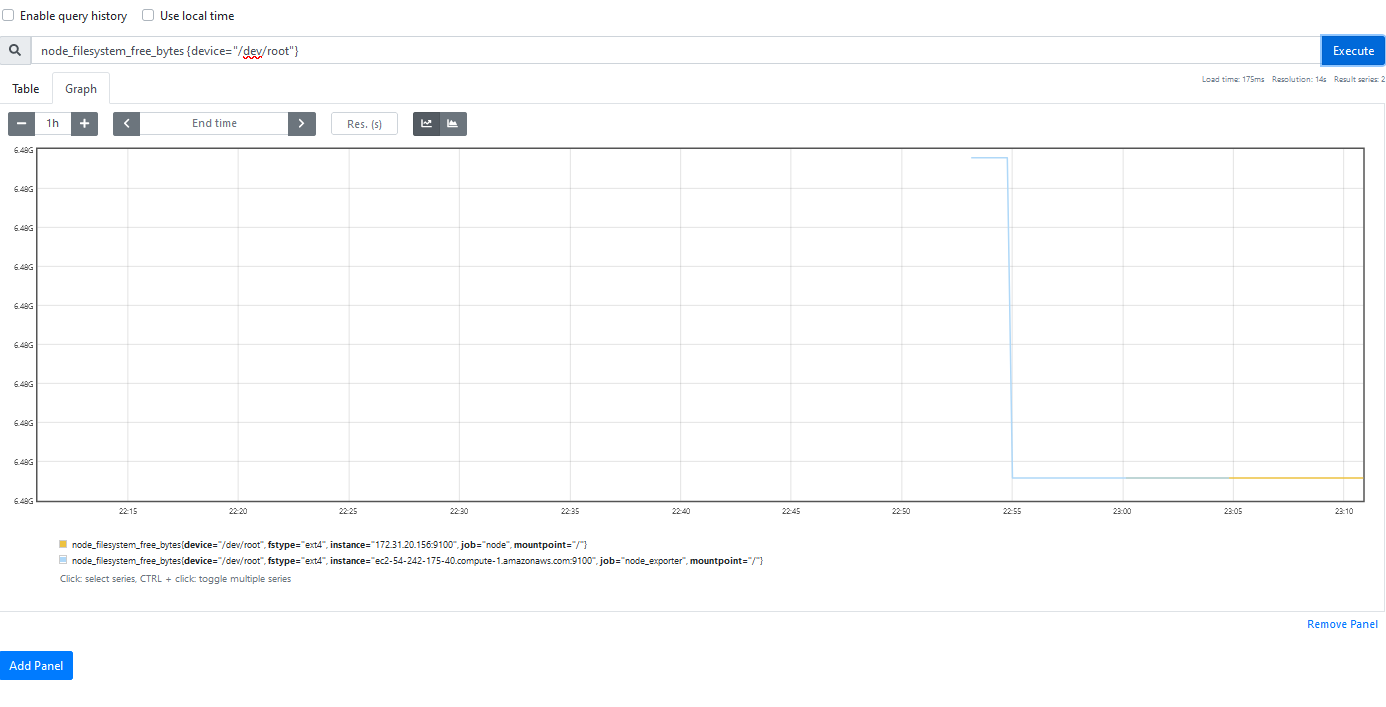 Enable query history Use local time
node_filesystem_free_bytes {device="/dev/root"} Execute
Load time: 175ms Resolution: 14s Result series: 2
Table Graph
− 1h + < End time > Res. (s)
6.48G
6.48G
6.48G
6.48G
6.48G
6.48G
6.48G
6.48G
6.48G
6.48G
22:15 22:20 22:25 22:30 22:35 22:40 22:45 22:50 22:55 23:00 23:05 23:10
node_filesystem_free_bytes{device="/dev/root", fstype="ext4", instance="172.31.20.156:9100", job="node", mountpoint="/"}
node_filesystem_free_bytes{device="/dev/root", fstype="ext4", instance="ec2-54-242-175-40.compute-1.amazonaws.com:9100", job="node_exporter", mountpoint="/"}
Click: select series, CTRL + click: toggle multiple series
Remove Panel
Add Panel